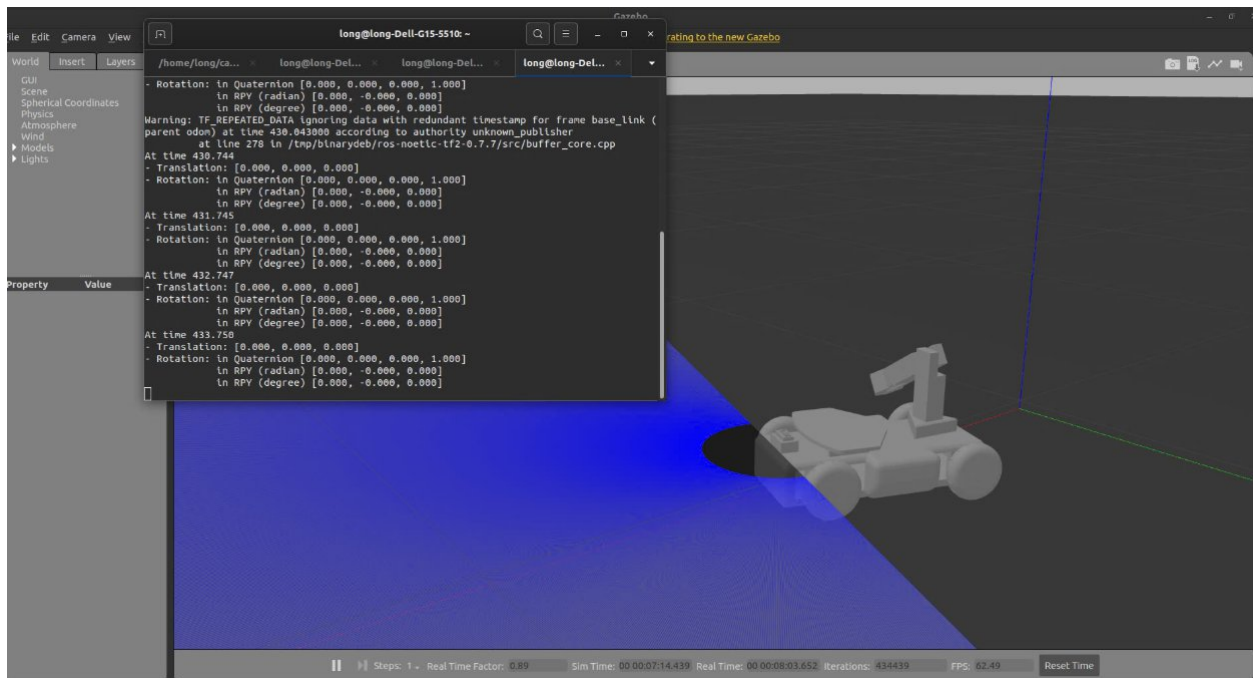 Gazebo
File Edit Camera View
long@long-Dell-G15-5510: ~
rating to the new Gazebo
World Insert Layers
/home/long/ca... long@long-Del... long@long-Del... long@long-Dell...
GUI
Scene
Spherical Coordinates
Physics
Atmosphere
Wind
Models
Lights
Property Value
- Rotation: in Quaternion [0.000, 0.000, 0.000, 1.000]
in RPY (radian) [0.000, -0.000, 0.000]
in RPY (degree) [0.000, -0.000, 0.000]
Warning: TF_REPEATED_DATA ignoring data with redundant timestamp for frame base_link (
parent odom) at time 430.043000 according to authority unknown_publisher
at line 278 in /tmp/binarydeb/ros-noetic-tf2-0.7.7/src/buffer_core.cpp
At time 430.744
- Translation: [0.000, 0.000, 0.000]
- Rotation: in Quaternion [0.000, 0.000, 0.000, 1.000]
in RPY (radian) [0.000, -0.000, 0.000]
in RPY (degree) [0.000, -0.000, 0.000]
At time 431.745
- Translation: [0.000, 0.000, 0.000]
- Rotation: in Quaternion [0.000, 0.000, 0.000, 1.000]
in RPY (radian) [0.000, -0.000, 0.000]
in RPY (degree) [0.000, -0.000, 0.000]
At time 432.747
- Translation: [0.000, 0.000, 0.000]
- Rotation: in Quaternion [0.000, 0.000, 0.000, 1.000]
in RPY (radian) [0.000, -0.000, 0.000]
in RPY (degree) [0.000, -0.000, 0.000]
At time 433.750
- Translation: [0.000, 0.000, 0.000]
- Rotation: in Quaternion [0.000, 0.000, 0.000, 1.000]
in RPY (radian) [0.000, -0.000, 0.000]
in RPY (degree) [0.000, -0.000, 0.000]
Steps: 1 Real Time Factor: 0.89 Sim Time: 00 00:07:14.439 Real Time: 00 00:08:03.652 Iterations: 434439 FPS: 62.49 Reset Time